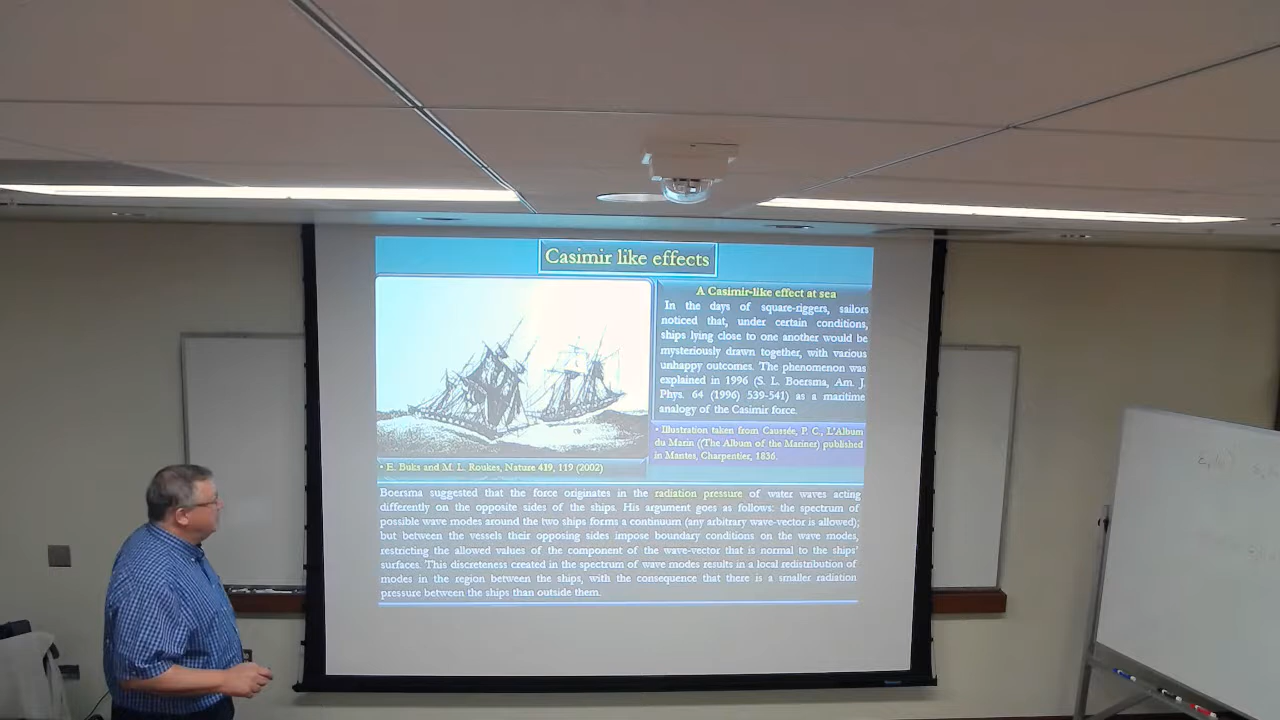 Casimir like effects
A Casimir-like effect at sea
In the days of square-riggers, sailors
noticed that, under certain conditions,
ships lying close to one another would be
mysteriously drawn together, with various
unhappy outcomes. The phenomenon was
explained in 1996 (S. L. Boersma, Am. J.
Phys. 64 (1996) 539-541) as a maritime
analogy of the Casimir force.
• Illustration taken from Caussée, P. C., L'Album
du Marin ((The Album of the Mariner) published
in Mantes, Charpentier, 1836.
• E. Buks and M. L. Roukes, Nature 419, 119 (2002)
Boersma suggested that the force originates in the radiation pressure of water waves acting
differently on the opposite sides of the ships. His argument goes as follows: the spectrum of
possible wave modes around the two ships forms a continuum (any arbitrary wave-vector is allowed);
but between the vessels their opposing sides impose boundary conditions on the wave modes,
restricting the allowed values of the component of the wave-vector that is normal to the ships'
surfaces. This discreteness created in the spectrum of wave modes results in a local redistribution of
modes in the region between the ships, with the consequence that there is a smaller radiation
pressure between the ships than outside them.